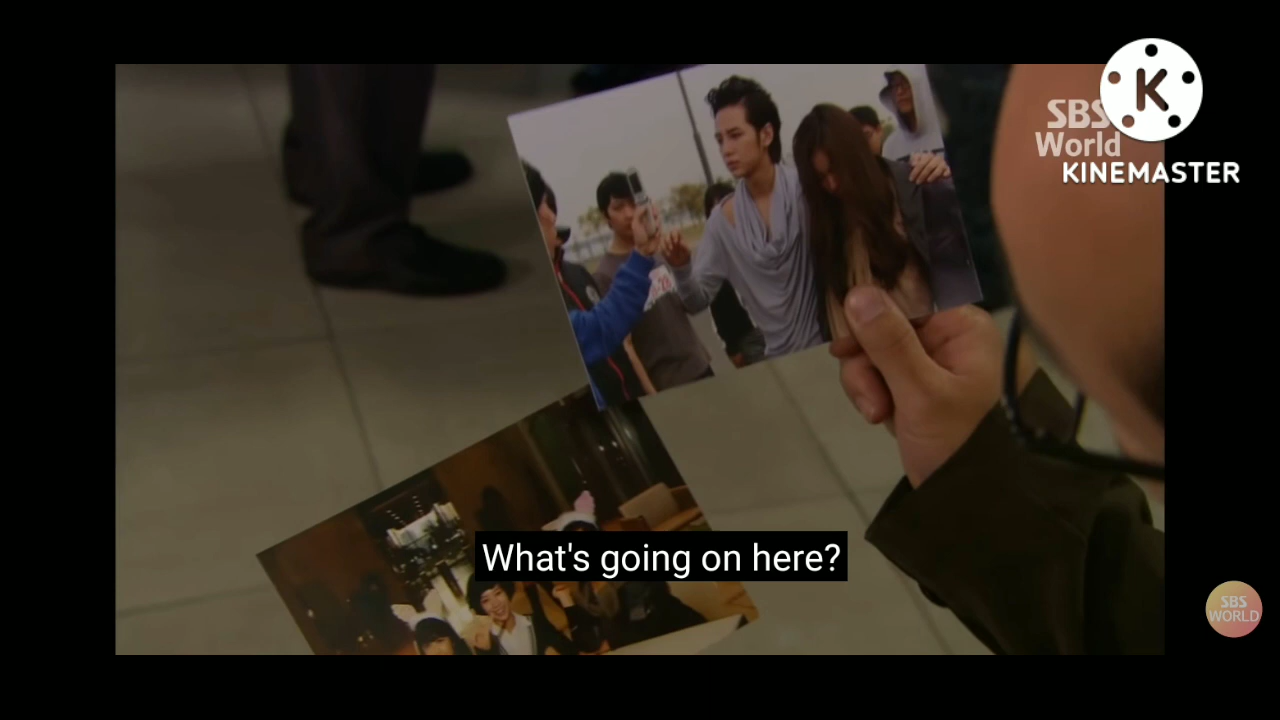 SBS
World
K
KINEMASTER
What's going on here?
SBS
WORLD